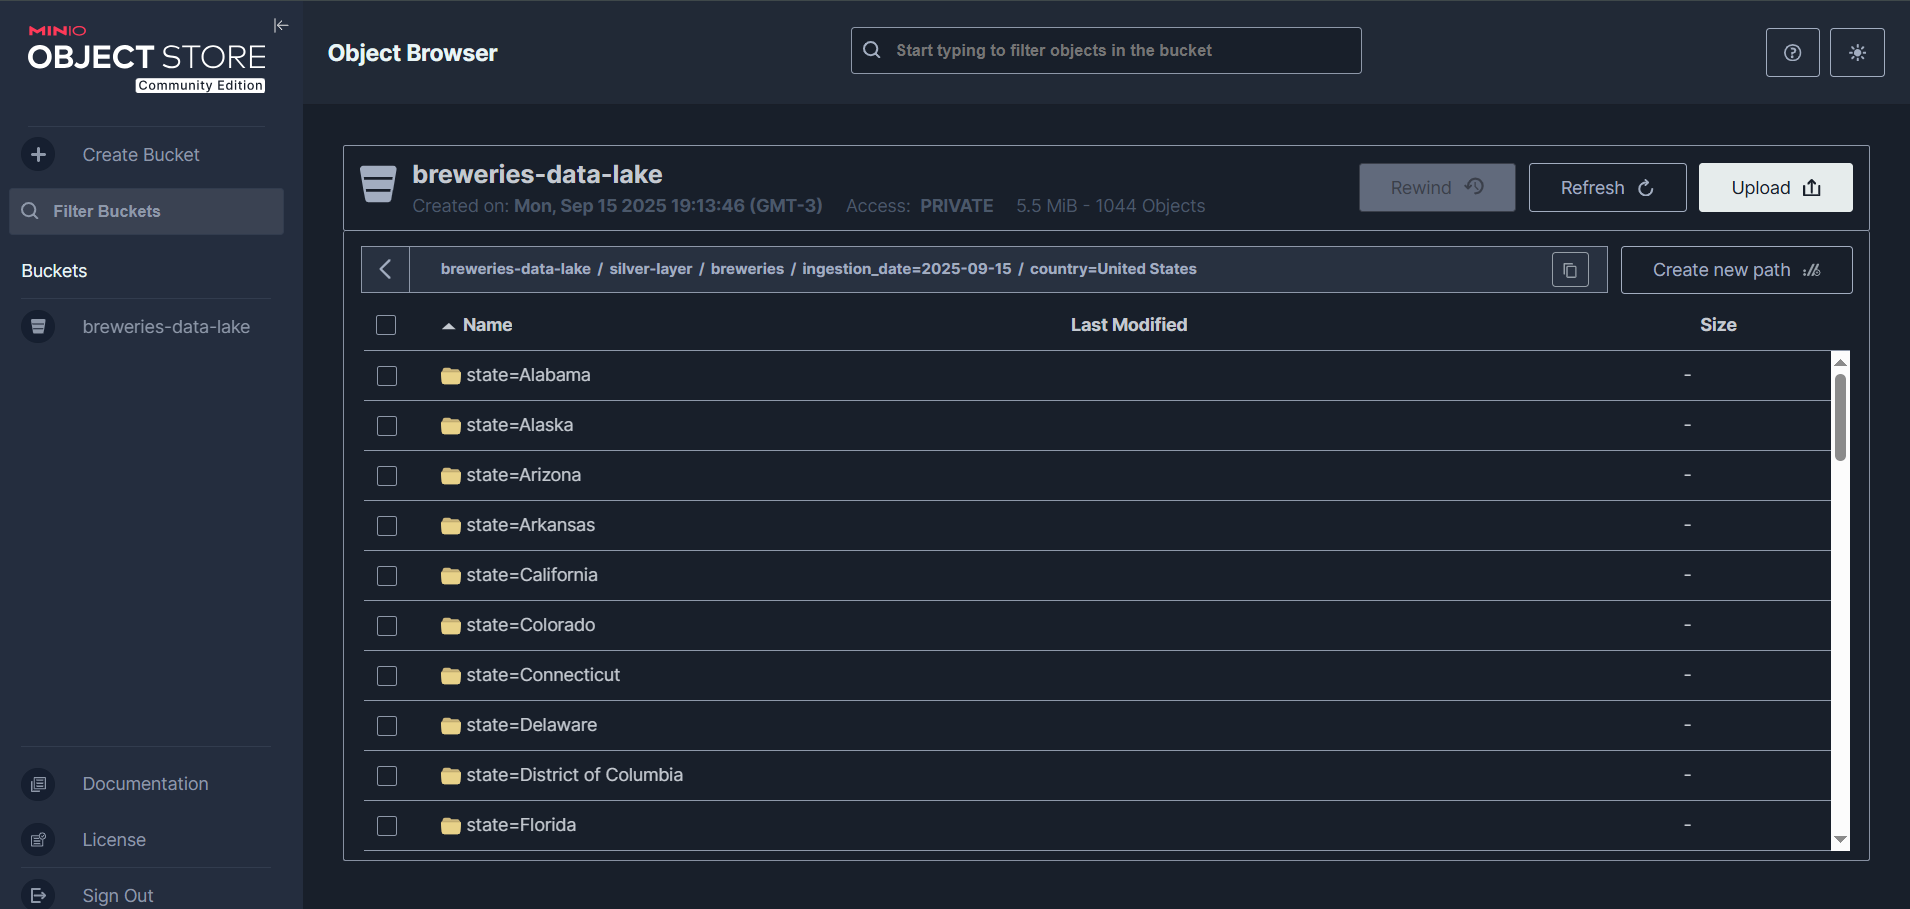 MINIO
OBJECT STORE
Community Edition
Create Bucket
Filter Buckets
Buckets
breweries-data-lake
Documentation
License
Sign Out
Object Browser
Start typing to filter objects in the bucket
breweries-data-lake
Created on: Mon, Sep 15 2025 19:13:46 (GMT-3) Access: PRIVATE 5.5 MiB - 1044 Objects
Rewind
Refresh
Upload
breweries-data-lake / silver-layer / breweries / ingestion_date=2025-09-15 / country=United States
Create new path
Name Last Modified Size
state=Alabama -
state=Alaska -
state=Arizona -
state=Arkansas -
state=California -
state=Colorado -
state=Connecticut -
state=Delaware -
state=District of Columbia -
state=Florida -